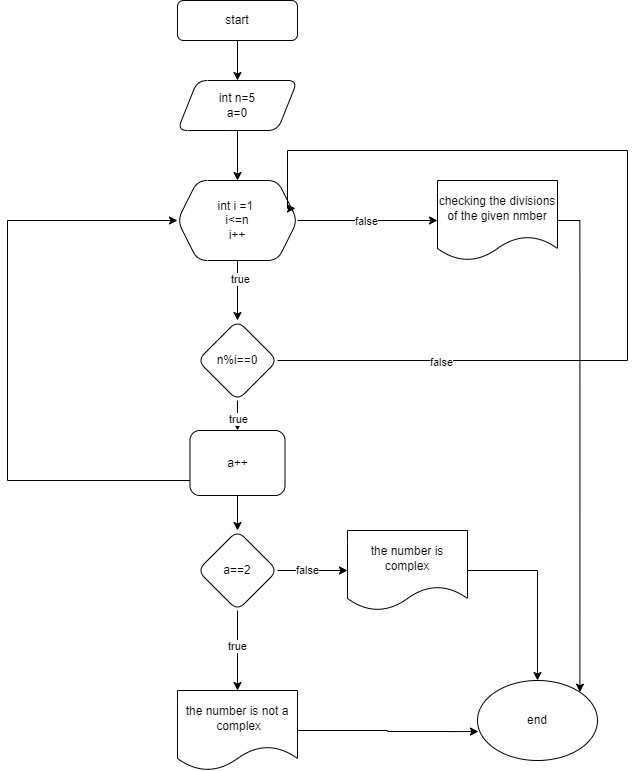 start
int n=5
a=0
int i =1
i<=n
i++
false
checking the divisions
of the given nmber
true
n%i==0
false
true
a++
a==2
false
the number is
complex
true
the number is not a
complex
end